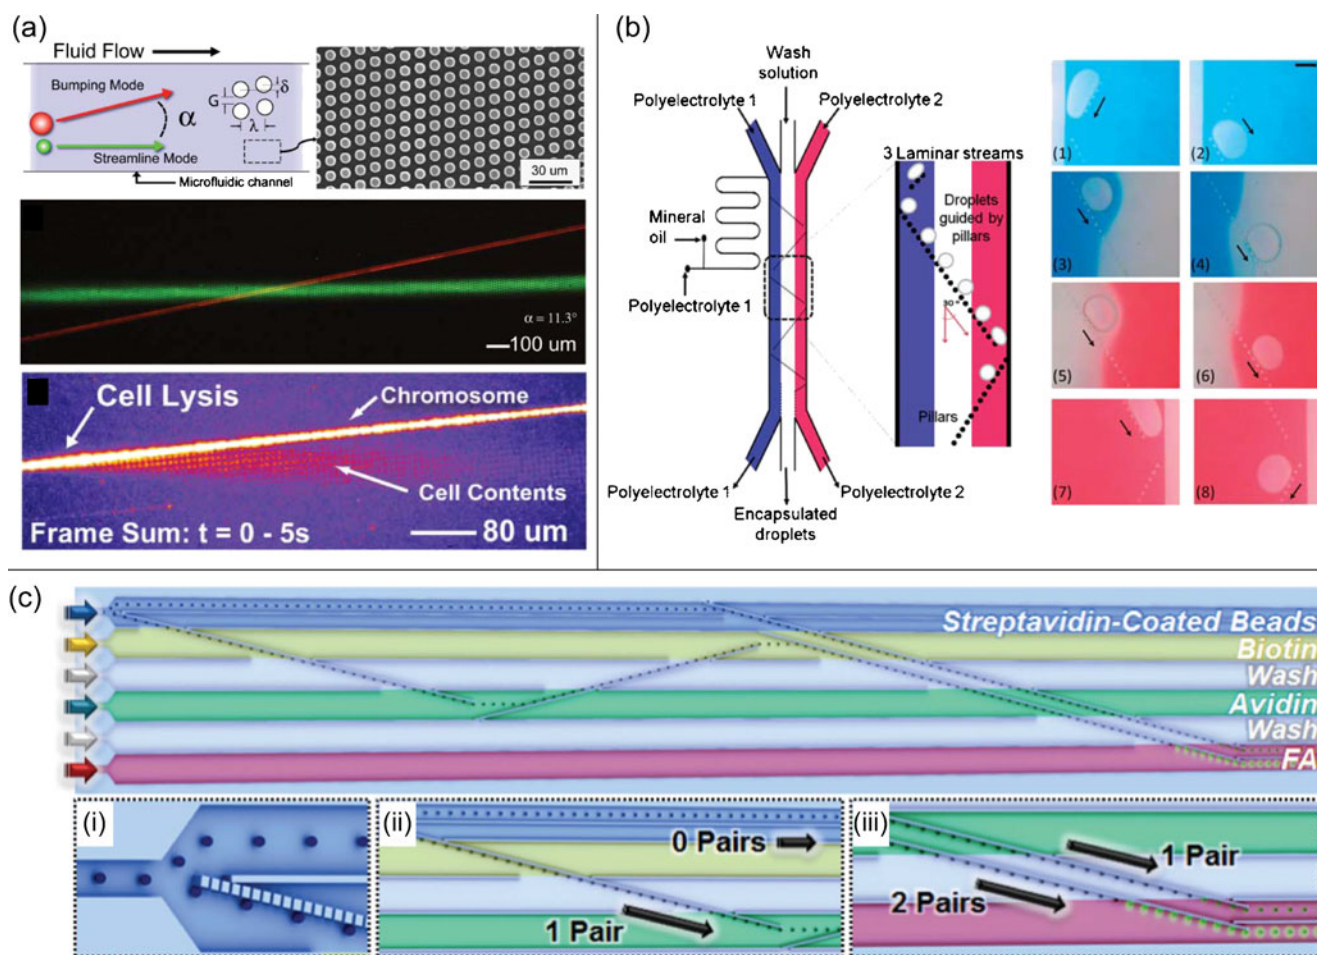 (a)
Fluid Flow
Bumping Mode
G
δ
λ
α
Streamline Mode
Microfluidic channel
30 um
α = 11.3°
100 um
Cell Lysis
Chromosome
Cell Contents
Frame Sum: t = 0 - 5s
80 um
(b)
Wash
solution
Polyelectrolyte 1
Polyelectrolyte 2
3 Laminar streams
Mineral
oil
Polyelectrolyte 1
Droplets
guided by
pillars
30°
Pillars
Polyelectrolyte 1
Polyelectrolyte 2
Encapsulated
droplets
(1)
(2)
(3)
(4)
(5)
(6)
(7)
(8)
(c)
Streptavidin-Coated Beads
Biotin
Wash
Avidin
Wash
FA
(i)
(ii)
0 Pairs
1 Pair
(iii)
1 Pair
2 Pairs